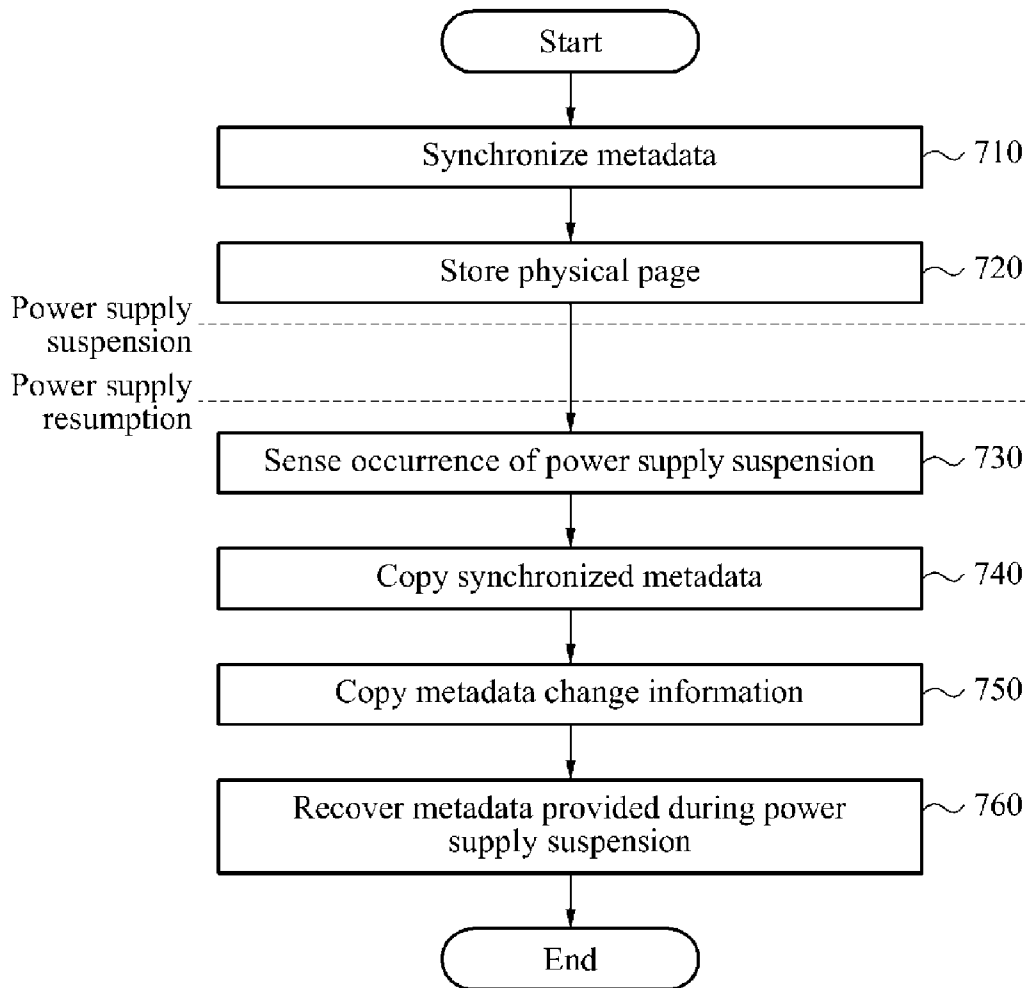 Start
Synchronize metadata
710
Store physical page
720
Power supply
suspension
Power supply
resumption
Sense occurrence of power supply suspension
730
Copy synchronized metadata
740
Copy metadata change information
750
Recover metadata provided during power
supply suspension
760
End